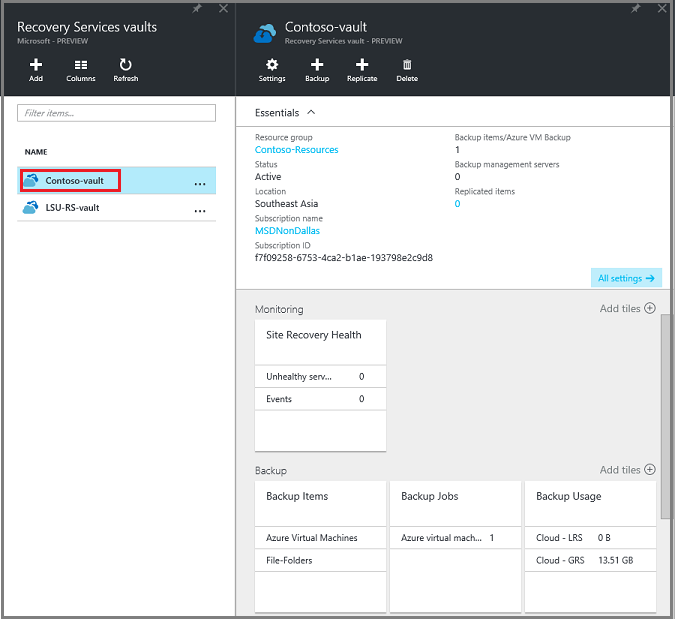 Recovery Services vaults
Microsoft - PREVIEW
Add
Columns
Refresh
Filter items...
NAME
Contoso-vault
...
LSU-RS-vault
...
Contoso-vault
Recovery Services vault - PREVIEW
Settings
Backup
Replicate
Delete
Essentials
Resource group
Contoso-Resources
Status
Active
Location
Southeast Asia
Subscription name
MSDNonDallas
Subscription ID
f7f09258-6753-4ca2-b1ae-193798e2c9d8
Backup items/Azure VM Backup
1
Backup management servers
0
Replicated items
0
All settings →
Monitoring
Add tiles
Site Recovery Health
Unhealthy serv... 0
Events 0
Backup
Add tiles
Backup Items
Azure Virtual Machines
File-Folders
Backup Jobs
Azure virtual mach... 1
Backup Usage
Cloud - LRS 0 B
Cloud - GRS 13.51 GB